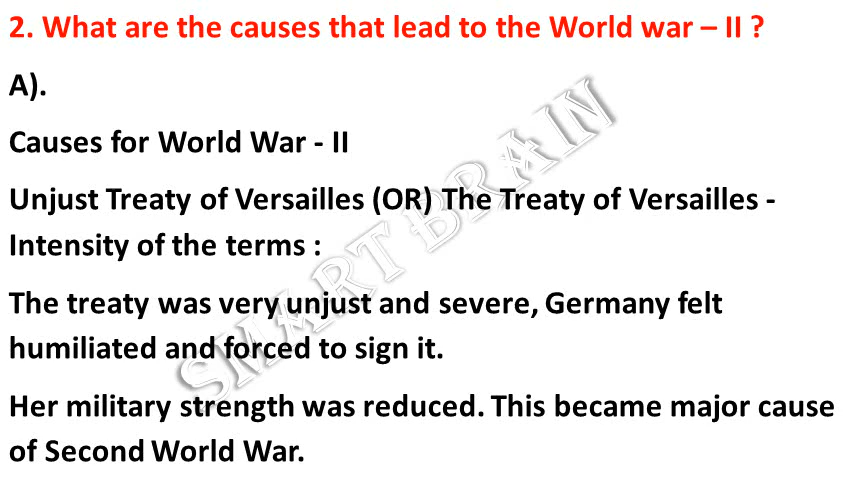 2. What are the causes that lead to the World war – II ?
A).
Causes for World War - II
Unjust Treaty of Versailles (OR) The Treaty of Versailles -
Intensity of the terms :
The treaty was very unjust and severe, Germany felt
humiliated and forced to sign it.
Her military strength was reduced. This became major cause
of Second World War.
SMART BRAIN